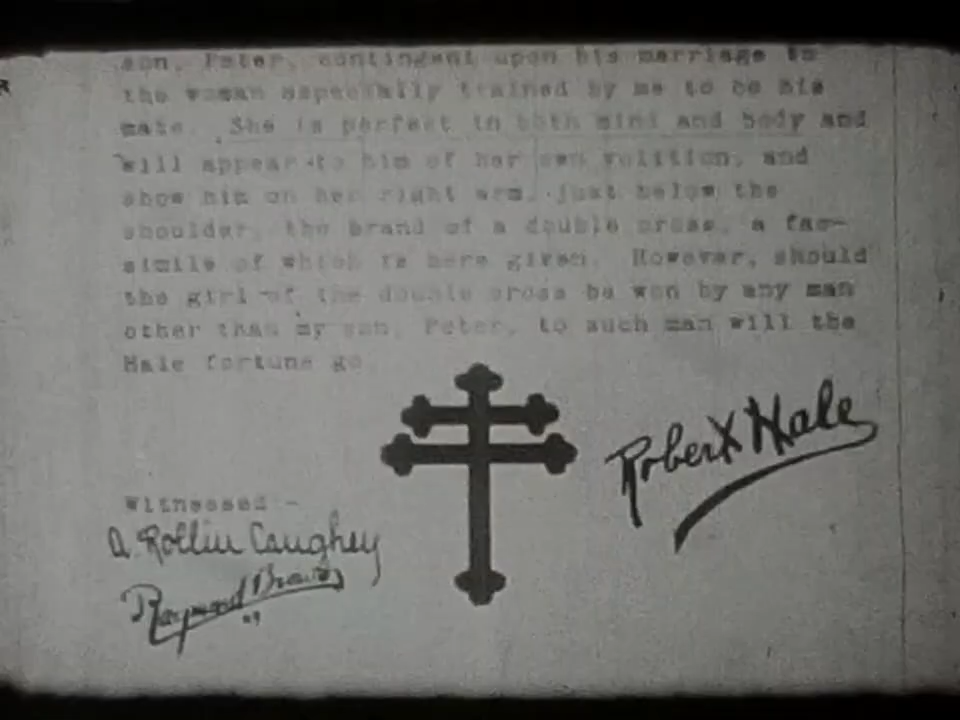 son, Peter, contingent upon his marriage to
the woman especially trained by me to be his
mate. She is perfect in both mind and body and
will appear to him of her own volition, and
show him on her right arm, just below the
shoulder, the brand of a double cross, a fac-
simile of which is here given. However, should
the girl of the double cross be won by any man
other than my son, Peter, to such man will the
Hale fortune go
Robert Hale
Witnessed -
A. Rollin Caughey
Raymond Brown